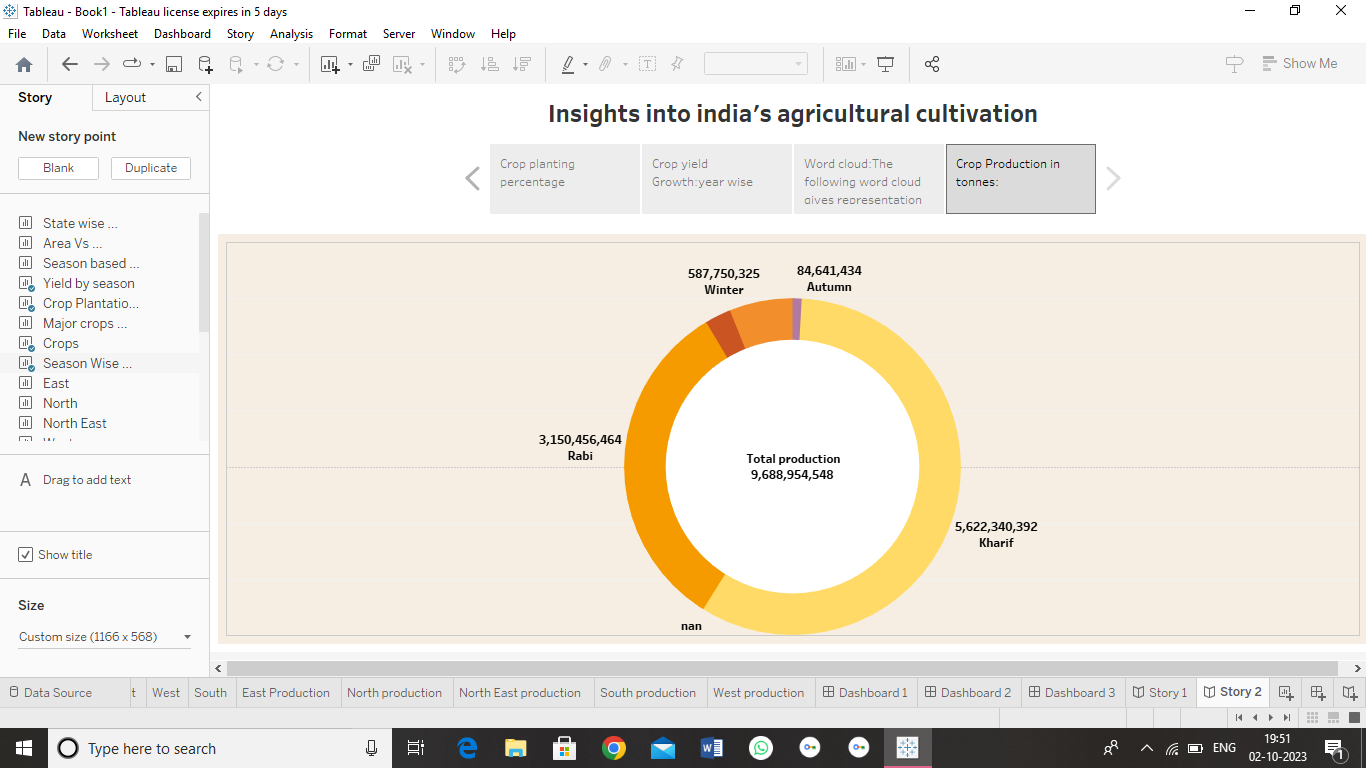 Tableau - Book1 - Tableau license expires in 5 days
File Data Worksheet Dashboard Story Analysis Format Server Window Help
Show Me
Story Layout
New story point
Blank Duplicate
State wise ...
Area Vs ...
Season based ...
Yield by season
Crop Plantatio...
Major crops ...
Crops
Season Wise ...
East
North
North East
A Drag to add text
Show title
Size
Custom size (1166 x 568)
Insights into india’s agricultural cultivation
Crop planting
percentage
Crop yield
Growth:year wise
Word cloud:The
following word cloud
gives representation
Crop Production in
tonnes:
587,750,325
Winter
84,641,434
Autumn
3,150,456,464
Rabi
Total production
9,688,954,548
5,622,340,392
Kharif
nan
Data Source t West South East Production North production North East production South production West production Dashboard 1 Dashboard 2 Dashboard 3 Story 1 Story 2
Type here to search
ENG
19:51
02-10-2023
1